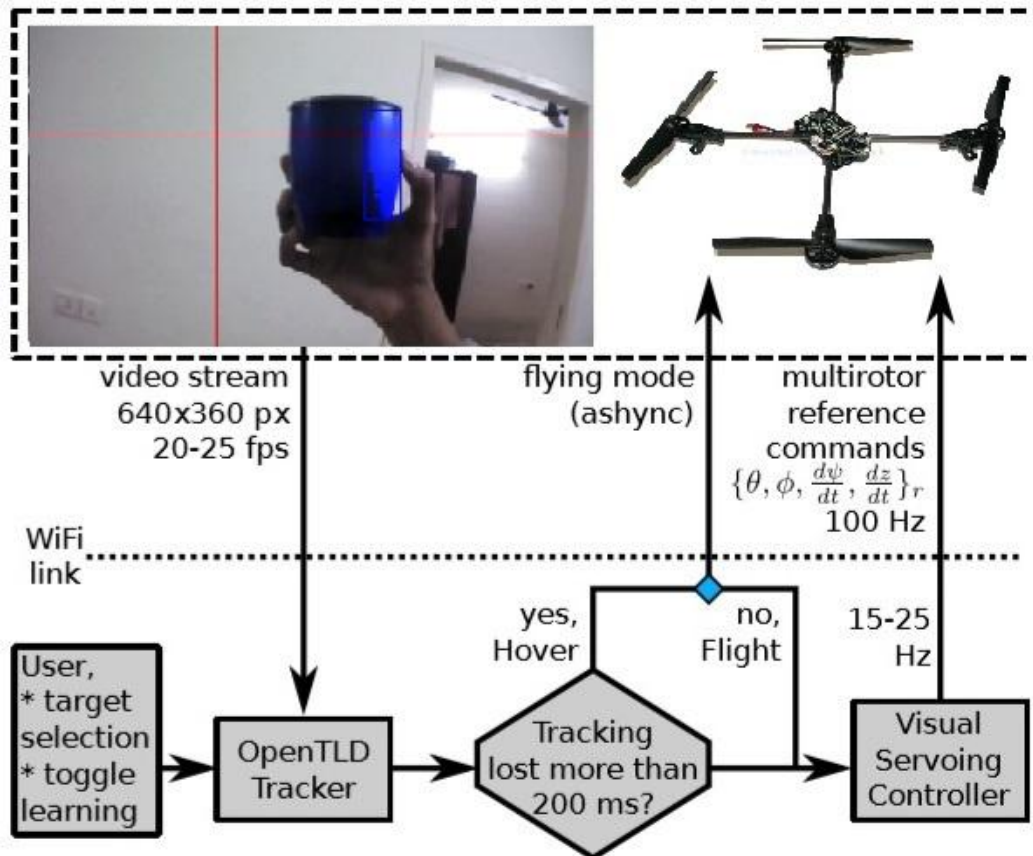 video stream
640x360 px
20-25 fps
flying mode
(ashync)
multirotor
reference
commands
{θ, ϕ, dψ/dt, dz/dt}r
100 Hz
WiFi
link
yes,
Hover
no,
Flight
15-25
Hz
User,
* target
selection
* toggle
learning
OpenTLD
Tracker
Tracking
lost more than
200 ms?
Visual
Servoing
Controller